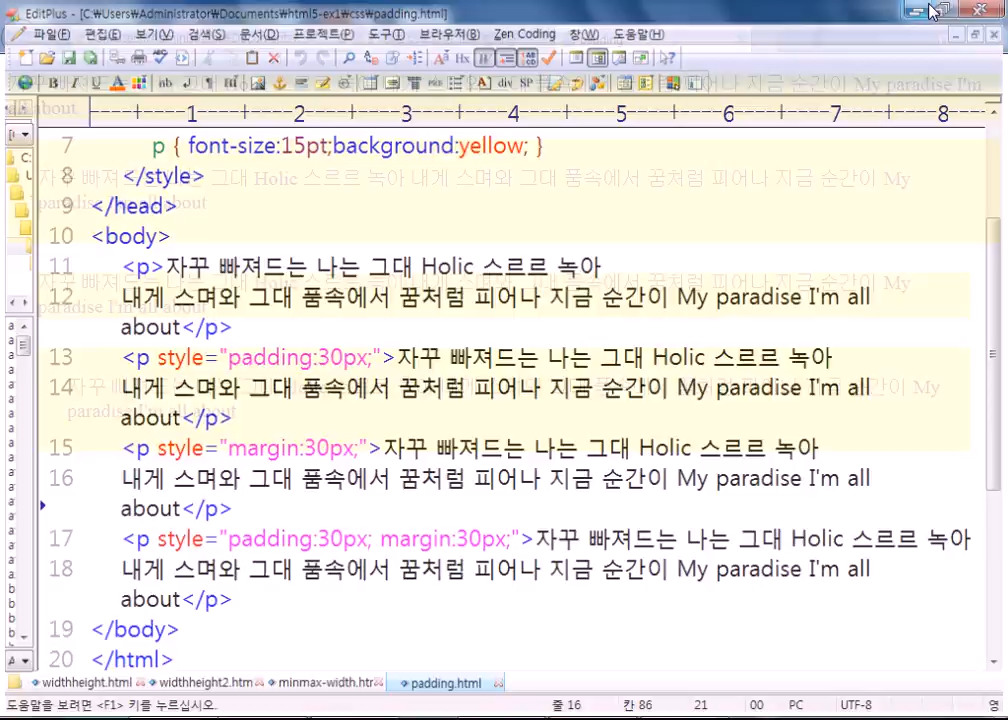 EditPlus - [C:₩Users₩Administrator₩Documents₩html5-ex1₩css₩padding.html]
파일(F) 편집(E) 보기(V) 검색(S) 문서(D) 프로젝트(P) 도구(T) 브라우저(B) Zen Coding 창(W) 도움말(H)
1 2 3 4 5 6 7 8
7 p { font-size:15pt;background:yellow; }
8 </style>
9 </head>
10 <body>
11 <p>자꾸 빠져드는 나는 그대 Holic 스르르 녹아
12 내게 스며와 그대 품속에서 꿈처럼 피어나 지금 순간이 My paradise I'm all
about</p>
13 <p style="padding:30px;">자꾸 빠져드는 나는 그대 Holic 스르르 녹아
14 내게 스며와 그대 품속에서 꿈처럼 피어나 지금 순간이 My paradise I'm all
about</p>
15 <p style="margin:30px;">자꾸 빠져드는 나는 그대 Holic 스르르 녹아
16 내게 스며와 그대 품속에서 꿈처럼 피어나 지금 순간이 My paradise I'm all
about</p>
17 <p style="padding:30px; margin:30px;">자꾸 빠져드는 나는 그대 Holic 스르르 녹아
18 내게 스며와 그대 품속에서 꿈처럼 피어나 지금 순간이 My paradise I'm all
about</p>
19 </body>
20 </html>
widthheight.html widthheight2.htm minmax-width.htr padding.html
도움말을 보려면 <F1> 키를 누르십시오. 줄 16 칸 86 21 00 PC UTF-8